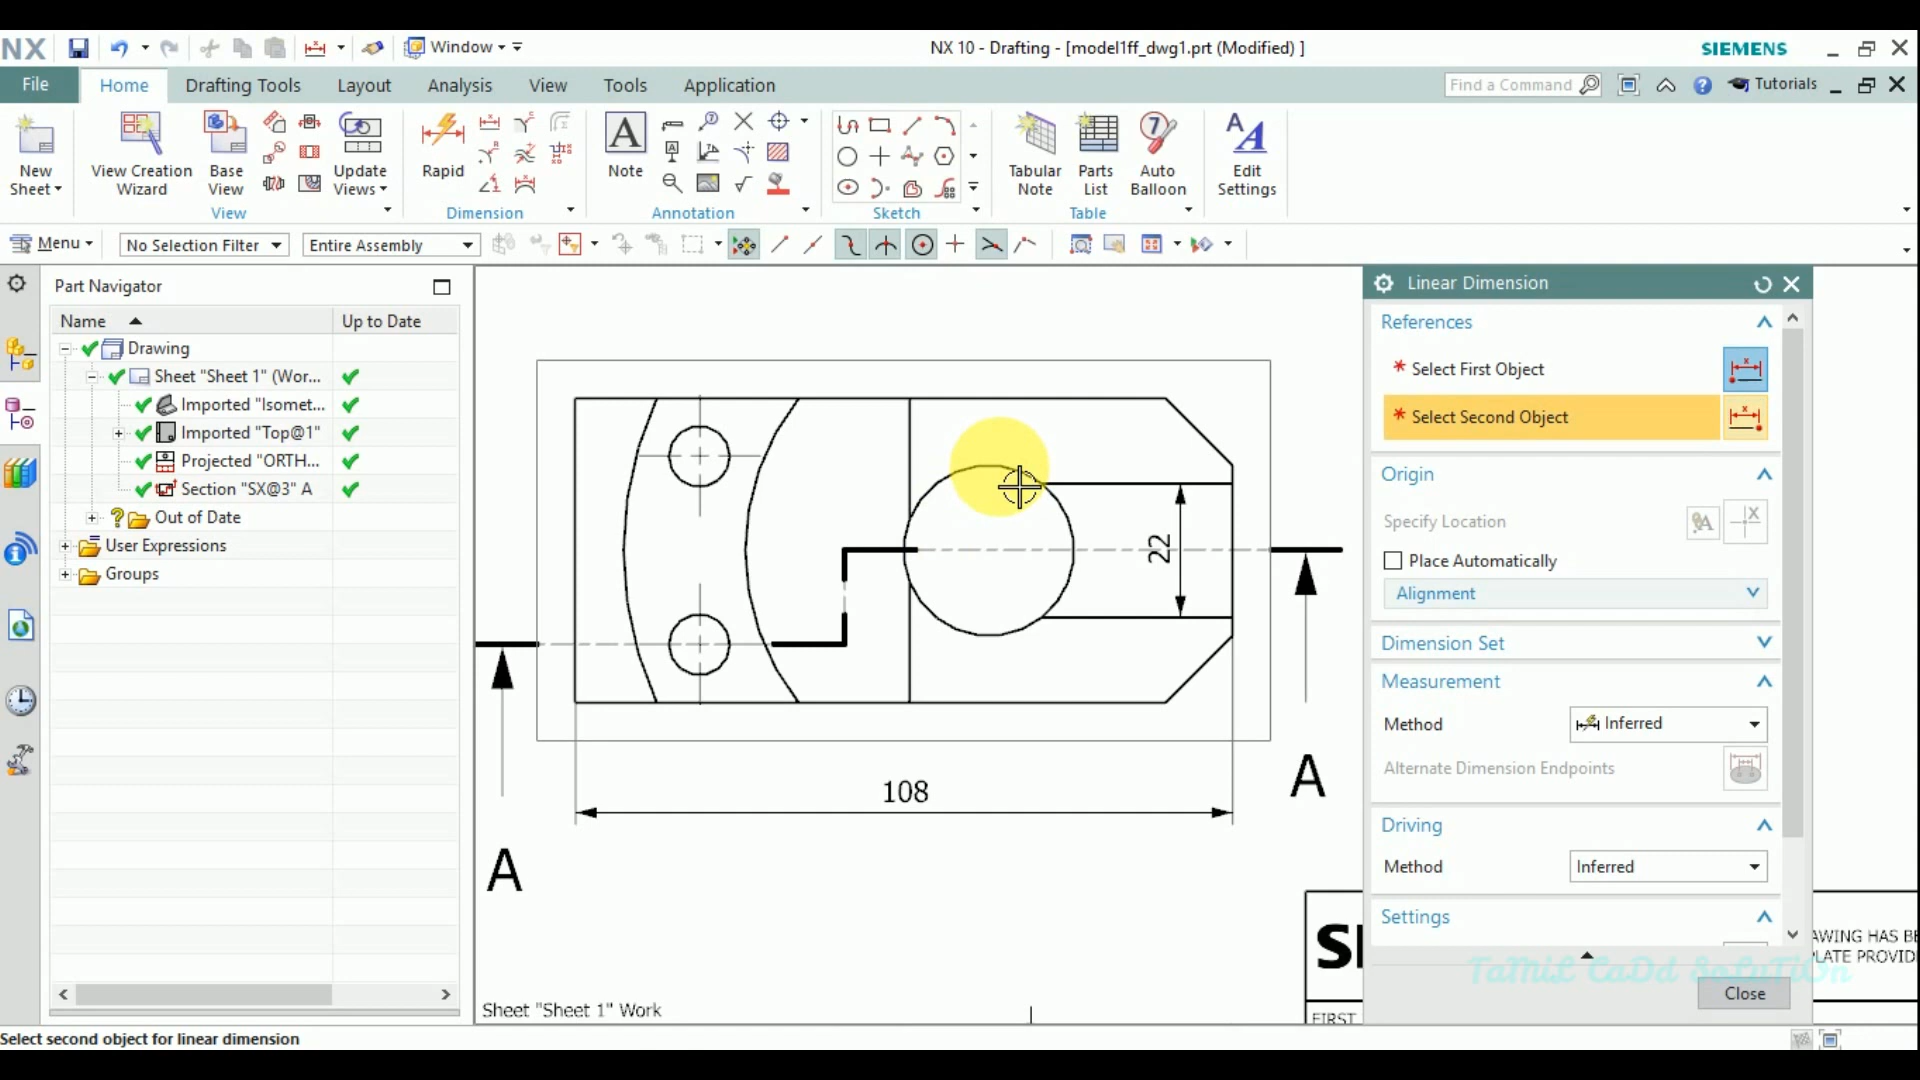 NX Window NX 10 - Drafting - [model1ff_dwg1.prt (Modified) ] SIEMENS
File Home Drafting Tools Layout Analysis View Tools Application Find a Command Tutorials
New Sheet
View Creation Wizard
Base View
Update Views
View
Rapid
Dimension
Note
Annotation
Sketch
Tabular Note
Parts List
Auto Balloon
Table
Edit Settings
Menu No Selection Filter Entire Assembly
Part Navigator
Name Up to Date
Drawing
Sheet "Sheet 1" (Wor...
Imported "Isomet...
Imported "Top@1"
Projected "ORTH...
Section "SX@3" A
Out of Date
User Expressions
Groups
22
108
A
A
Sheet "Sheet 1" Work
Linear Dimension
References
* Select First Object
* Select Second Object
Origin
Specify Location
Place Automatically
Alignment
Dimension Set
Measurement
Method Inferred
Alternate Dimension Endpoints
Driving
Method Inferred
Settings
AWING HAS BE
LATE PROVID
TaMiL CaDd SoLuTiOn
Close
FIRST
Select second object for linear dimension